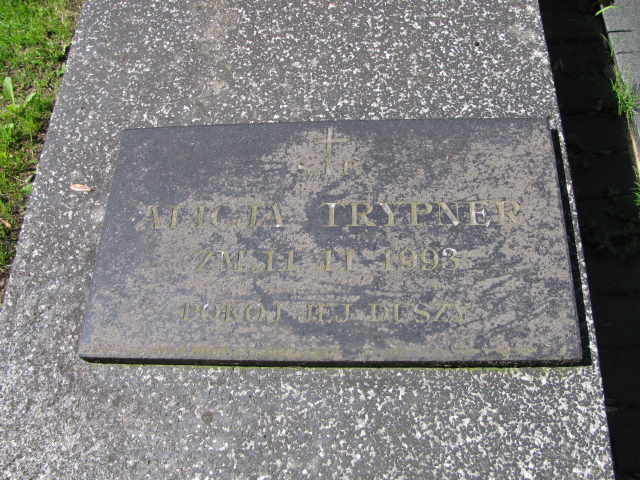 ALICJA TRYPNER
ZM. 11 11 1993
POKÓJ JEJ DUSZY